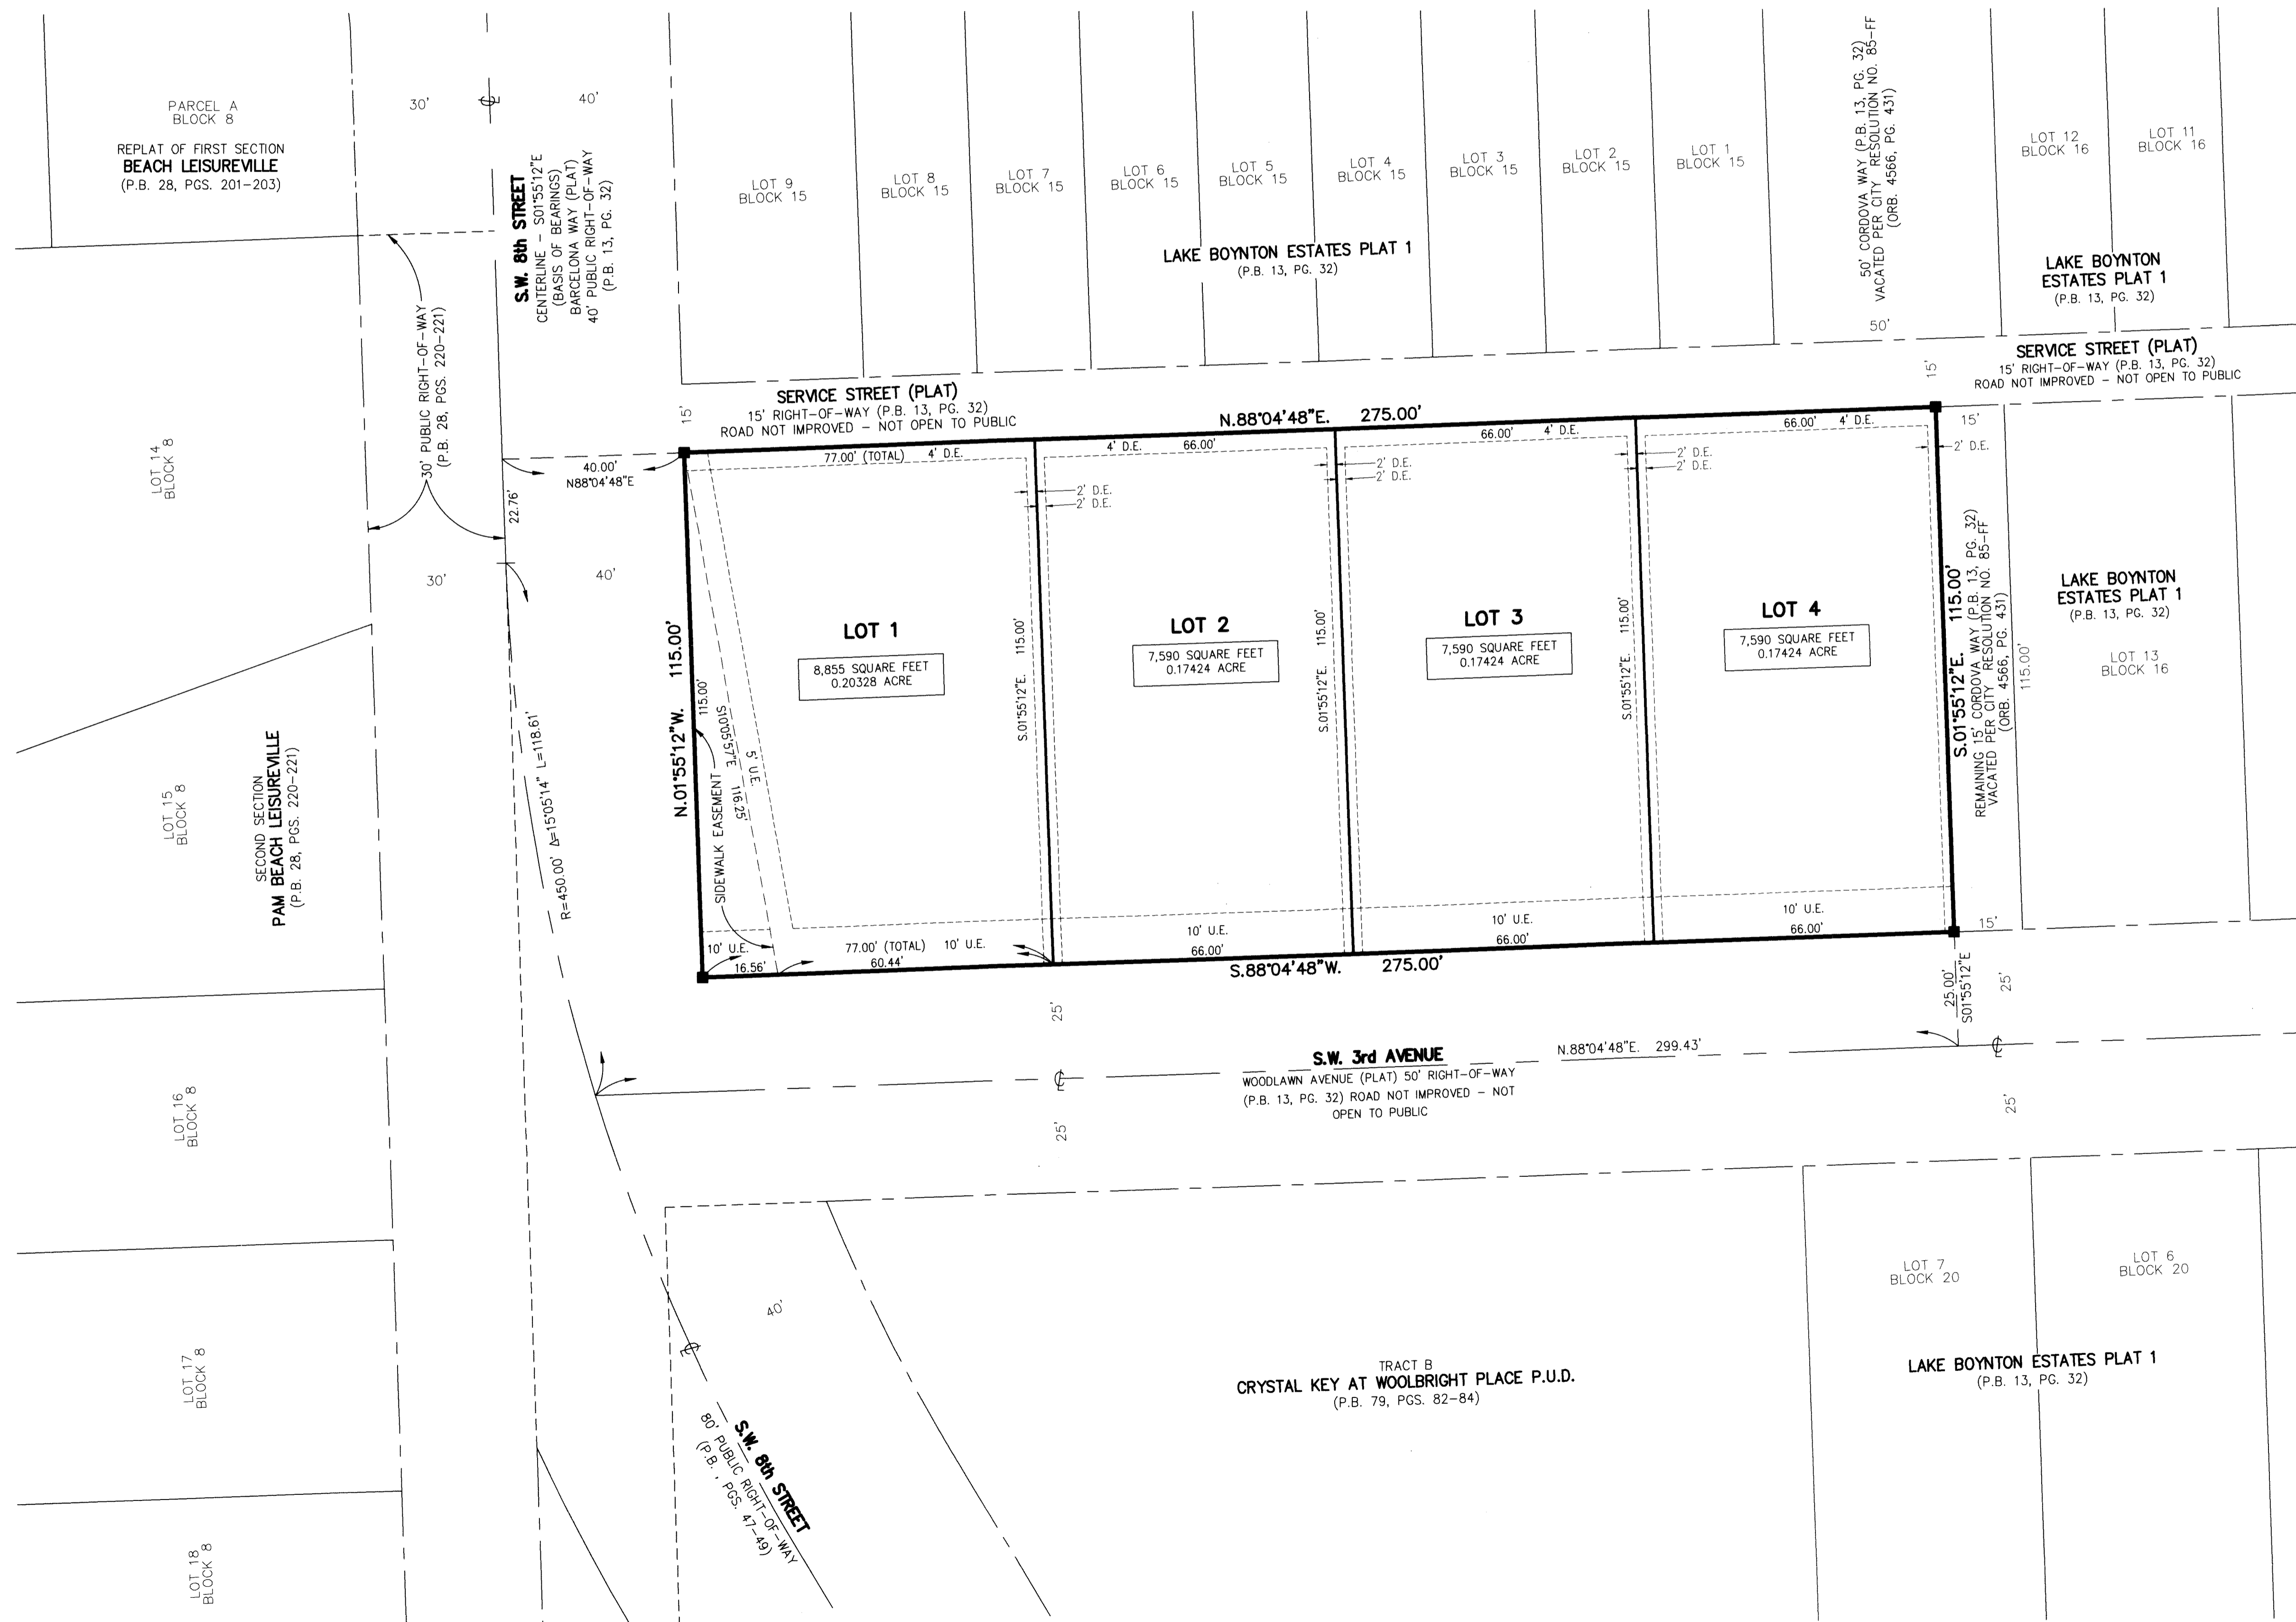 PARCEL A
BLOCK 8
REPLAT OF FIRST SECTION
BEACH LEISUREVILLE
(P.B. 28, PGS. 201-203)
30'
℄
40'
S.W. 8th STREET
CENTERLINE - S01°55'12"E
(BASIS OF BEARINGS)
BARCELONA WAY (PLAT)
40' PUBLIC RIGHT-OF-WAY
(P.B. 13, PG. 32)
30' PUBLIC RIGHT-OF-WAY
(P.B. 28, PGS. 220-221)
LOT 9
BLOCK 15
LOT 8
BLOCK 15
LOT 7
BLOCK 15
LOT 6
BLOCK 15
LOT 5
BLOCK 15
LOT 4
BLOCK 15
LOT 3
BLOCK 15
LOT 2
BLOCK 15
LOT 1
BLOCK 15
LAKE BOYNTON ESTATES PLAT 1
(P.B. 13, PG. 32)
50' CORDOVA WAY (P.B. 13, PG. 32)
VACATED PER CITY RESOLUTION NO. 85-FF
(ORB. 4566, PG. 431)
50'
LOT 12
BLOCK 16
LOT 11
BLOCK 16
LAKE BOYNTON
ESTATES PLAT 1
(P.B. 13, PG. 32)
SERVICE STREET (PLAT)
15' RIGHT-OF-WAY (P.B. 13, PG. 32)
ROAD NOT IMPROVED - NOT OPEN TO PUBLIC
15'
15'
SERVICE STREET (PLAT)
15' RIGHT-OF-WAY (P.B. 13, PG. 32)
ROAD NOT IMPROVED - NOT OPEN TO PUBLIC
15'
N.88°04'48"E. 275.00'
40.00'
N88°04'48"E
22.76'
30'
40'
77.00' (TOTAL) 4' D.E.
4' D.E. 66.00'
66.00' 4' D.E.
66.00' 4' D.E.
2' D.E.
2' D.E.
2' D.E.
2' D.E.
2' D.E.
2' D.E.
2' D.E.
LOT 14
BLOCK 8
LOT 1
8,855 SQUARE FEET
0.20328 ACRE
LOT 2
7,590 SQUARE FEET
0.17424 ACRE
LOT 3
7,590 SQUARE FEET
0.17424 ACRE
LOT 4
7,590 SQUARE FEET
0.17424 ACRE
N.01°55'12"W. 115.00'
115.00'
S10°05'57"E 116.25'
5' U.E.
SIDEWALK EASEMENT
S.01°55'12"E. 115.00'
S.01°55'12"E. 115.00'
S.01°55'12"E. 115.00'
S.01°55'12"E. 115.00'
REMAINING 15' CORDOVA WAY (P.B. 13, PG. 32)
VACATED PER CITY RESOLUTION NO. 85-FF
(ORB. 4566, PG. 431)
115.00'
LAKE BOYNTON
ESTATES PLAT 1
(P.B. 13, PG. 32)
LOT 13
BLOCK 16
R=450.00' Δ=15°05'14" L=118.61'
LOT 15
BLOCK 8
SECOND SECTION
PAM BEACH LEISUREVILLE
(P.B. 28, PGS. 220-221)
10' U.E.
16.56'
77.00' (TOTAL) 10' U.E.
60.44'
10' U.E.
66.00'
10' U.E.
66.00'
10' U.E.
66.00'
15'
S.88°04'48"W. 275.00'
25.00'
S01°55'12"E
25'
25'
S.W. 3rd AVENUE
N.88°04'48"E. 299.43'
℄
℄
WOODLAWN AVENUE (PLAT) 50' RIGHT-OF-WAY
(P.B. 13, PG. 32) ROAD NOT IMPROVED - NOT
OPEN TO PUBLIC
25'
25'
LOT 16
BLOCK 8
LOT 17
BLOCK 8
LOT 18
BLOCK 8
40'
℄
S.W. 8th STREET
80' PUBLIC RIGHT-OF-WAY
(P.B. , PGS. 47-49)
TRACT B
CRYSTAL KEY AT WOOLBRIGHT PLACE P.U.D.
(P.B. 79, PGS. 82-84)
LOT 7
BLOCK 20
LOT 6
BLOCK 20
LAKE BOYNTON ESTATES PLAT 1
(P.B. 13, PG. 32)